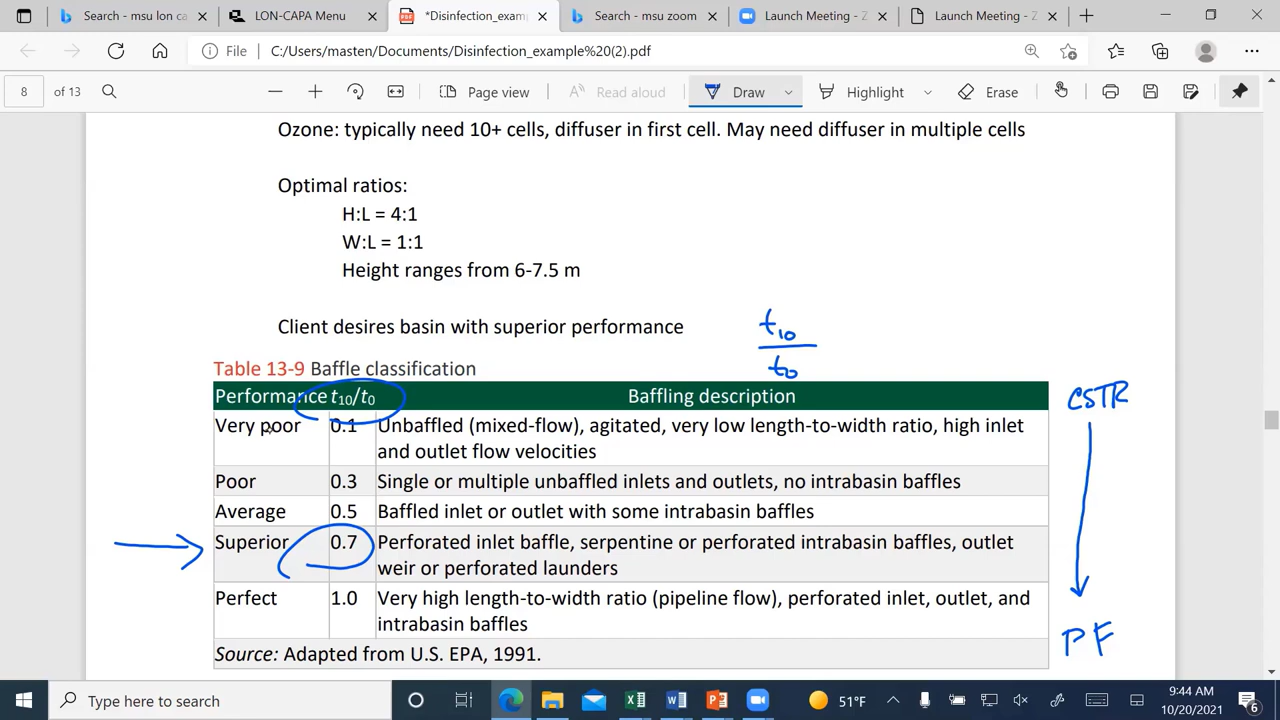 Search - msu lon ca
LON-CAPA Menu
*Disinfection_exam
Search - msu zoom
Launch Meeting - Z
Launch Meeting - Z
File
C:/Users/masten/Documents/Disinfection_example%20(2).pdf
8 of 13
Page view
Read aloud
Draw
Highlight
Erase
Ozone: typically need 10+ cells, diffuser in first cell. May need diffuser in multiple cells
Optimal ratios:
H:L = 4:1
W:L = 1:1
Height ranges from 6-7.5 m
Client desires basin with superior performance
t10
t0
Table 13-9 Baffle classification
Performance t10/t0 Baffling description
CSTR
Very poor 0.1 Unbaffled (mixed-flow), agitated, very low length-to-width ratio, high inlet
and outlet flow velocities
Poor 0.3 Single or multiple unbaffled inlets and outlets, no intrabasin baffles
Average 0.5 Baffled inlet or outlet with some intrabasin baffles
Superior 0.7 Perforated inlet baffle, serpentine or perforated intrabasin baffles, outlet
weir or perforated launders
Perfect 1.0 Very high length-to-width ratio (pipeline flow), perforated inlet, outlet, and
intrabasin baffles
PF
Source: Adapted from U.S. EPA, 1991.
Type here to search
51°F
9:44 AM
10/20/2021
6